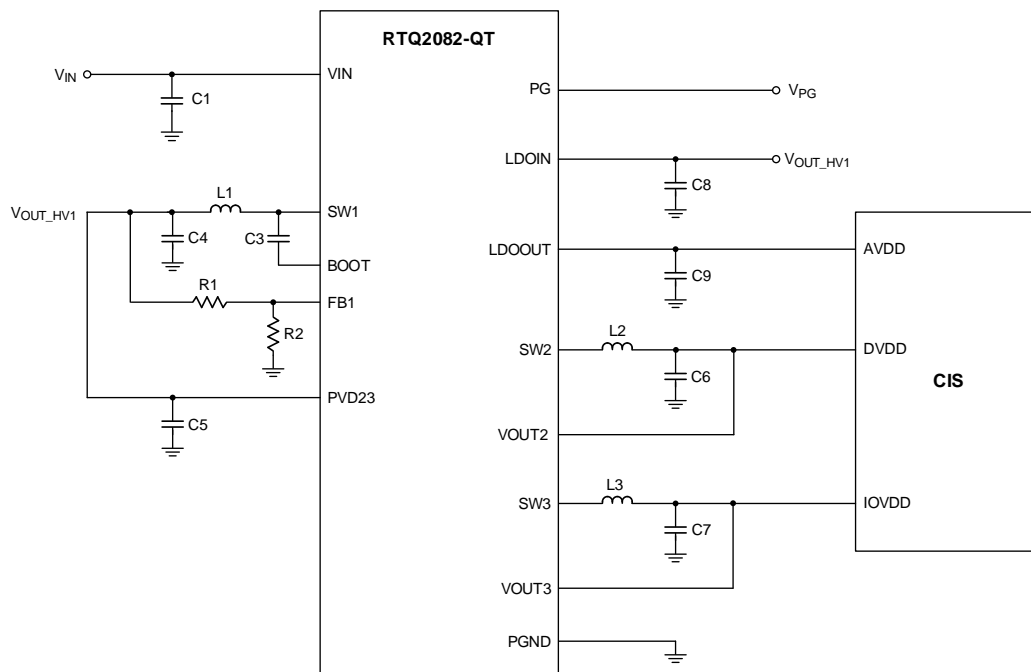 RTQ2082-QT
VIN
VIN
C1
PG
VPG
LDOIN
VOUT_HV1
C8
L1
VOUT_HV1
SW1
C4
C3
BOOT
LDOOUT
C9
AVDD
R1
FB1
R2
L2
SW2
C6
DVDD
CIS
PVD23
C5
VOUT2
L3
SW3
C7
IOVDD
VOUT3
PGND